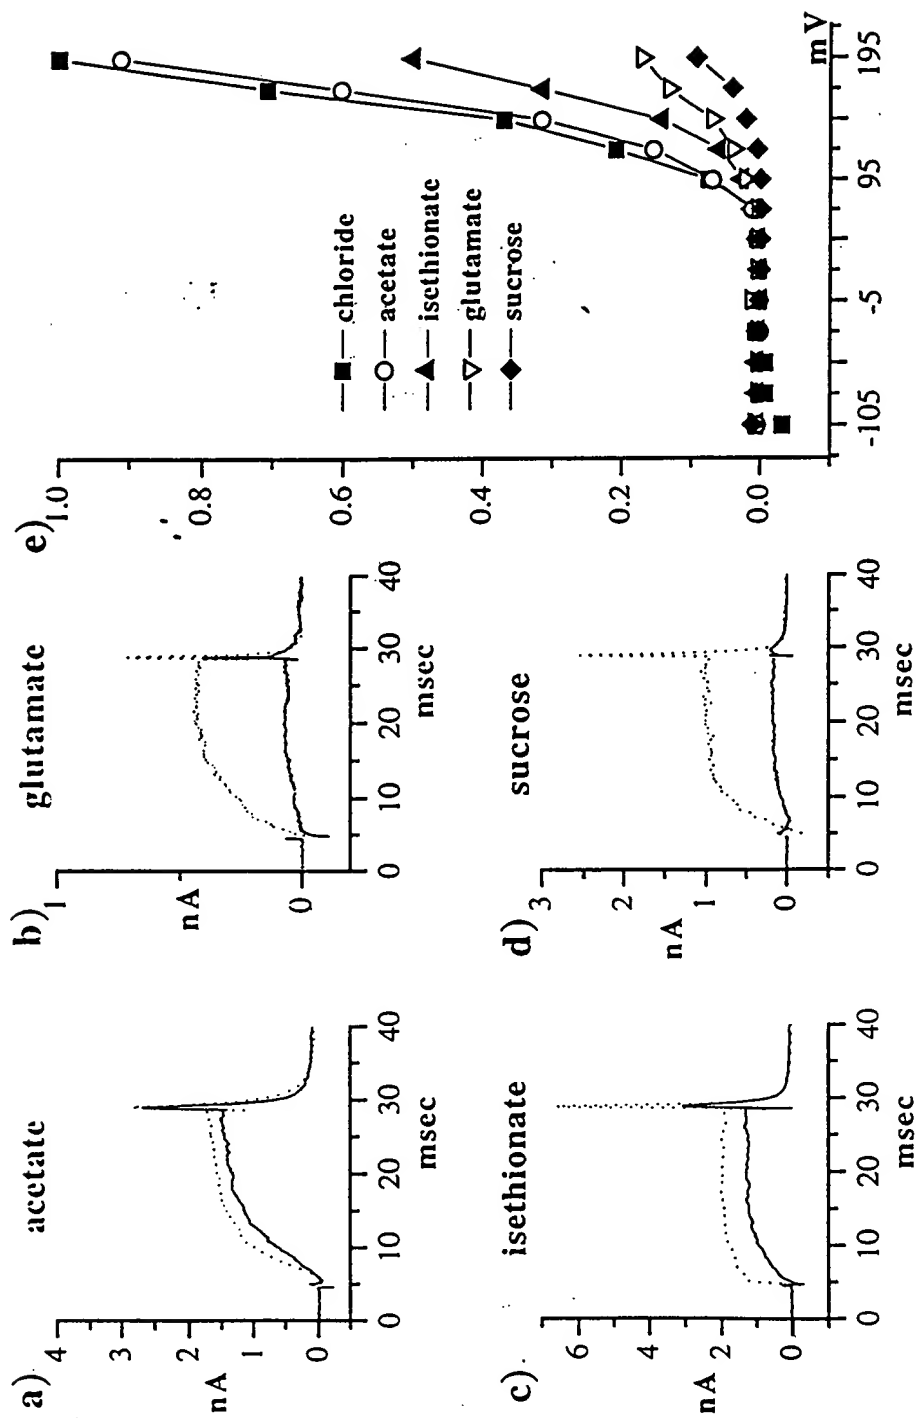 a)
acetate
4
3
2
1
0
nA
0 10 20 30 40
msec
b)
glutamate
1
nA
0
0 10 20 30 40
msec
c)
isethionate
6
4
2
0
nA
0 10 20 30 40
msec
d)
sucrose
3
2
1
0
nA
0 10 20 30 40
msec
e)
1.0
0.8
0.6
0.4
0.2
0.0
chloride
acetate
isethionate
glutamate
sucrose
-105 -5 95 195
mV